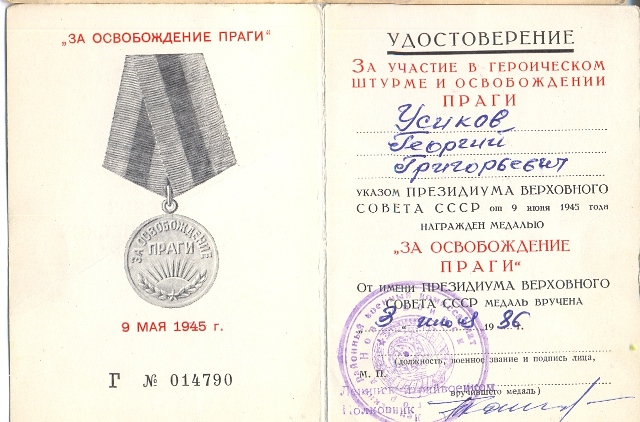 „ЗА ОСВОБОЖДЕНИЕ ПРАГИ“
ЗА ОСВОБОЖДЕНИЕ
ПРАГИ
9 МАЯ 1945 г.
Г № 014790
УДОСТОВЕРЕНИЕ
ЗА УЧАСТИЕ В ГЕРОИЧЕСКОМ
ШТУРМЕ И ОСВОБОЖДЕНИИ
ПРАГИ
Усиков
Георгий
Григорьевич
УКАЗОМ ПРЕЗИДИУМА ВЕРХОВНОГО
СОВЕТА СССР от 9 июня 1945 года
НАГРАЖДЕН МЕДАЛЬЮ
„ЗА ОСВОБОЖДЕНИЕ
ПРАГИ“
ОТ ИМЕНИ ПРЕЗИДИУМА ВЕРХОВНОГО
СОВЕТА СССР МЕДАЛЬ ВРУЧЕНА
„3“ 1986 г.
(должность, военное звание и подпись лица,
М. П.
вручившего медаль)
Полковник